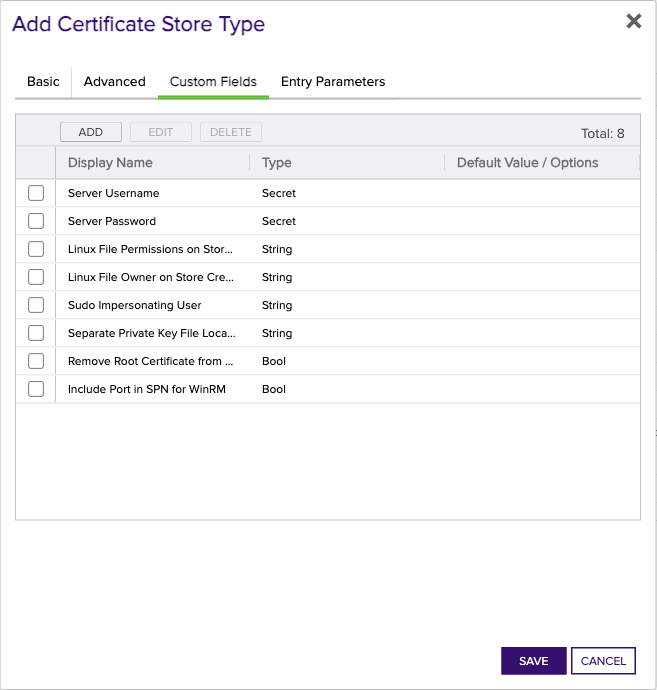 Add Certificate Store Type
Basic Advanced Custom Fields Entry Parameters
ADD EDIT DELETE Total: 8
Display Name Type Default Value / Options
Server Username Secret
Server Password Secret
Linux File Permissions on Stor... String
Linux File Owner on Store Cre... String
Sudo Impersonating User String
Separate Private Key File Loca... String
Remove Root Certificate from ... Bool
Include Port in SPN for WinRM Bool
SAVE CANCEL